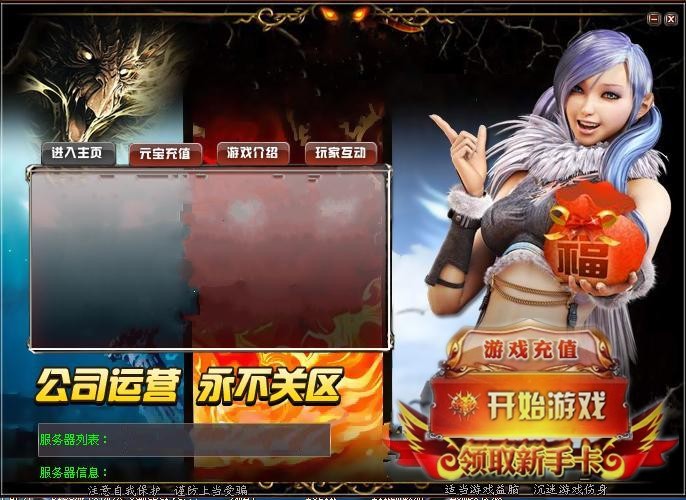 进入主页 元宝充值 游戏介绍 玩家互动
福
游戏充值
公司运营 永不关区
开始游戏
服务器列表：
领取新手卡
服务器信息：
注意自我保护 谨防上当受骗 适当游戏益脑 沉迷游戏伤身